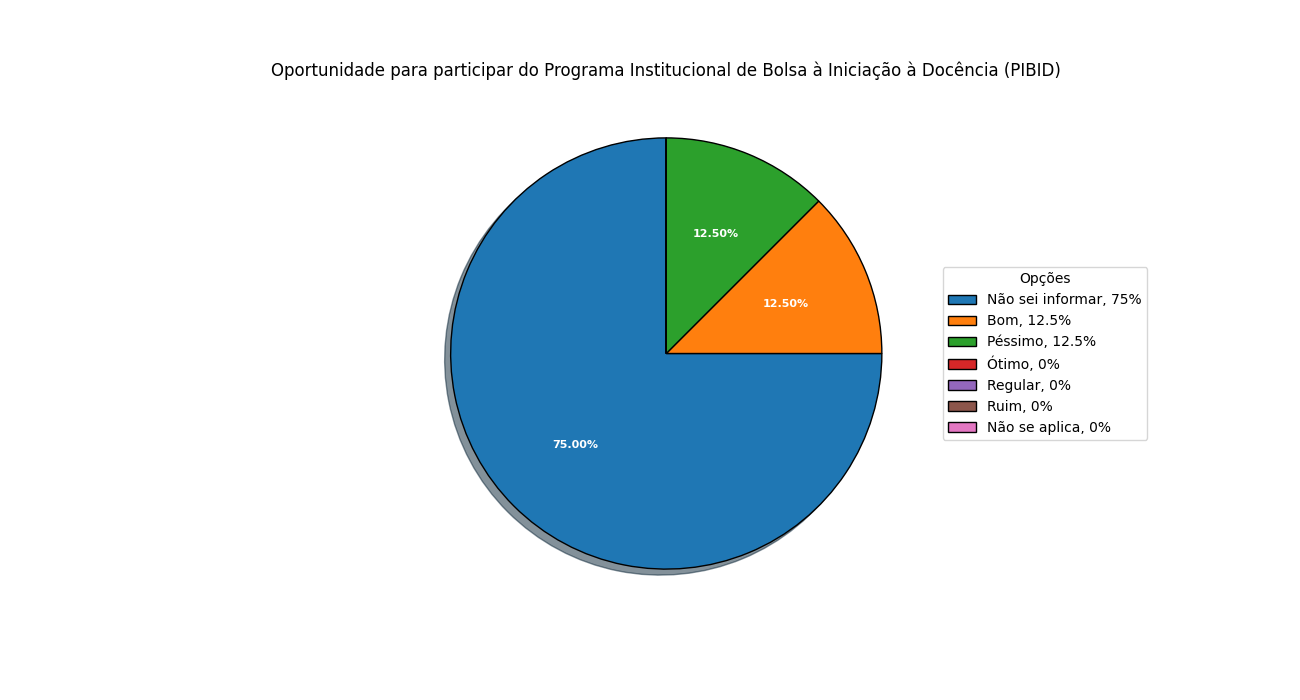 Oportunidade para participar do Programa Institucional de Bolsa à Iniciação à Docência (PIBID)
12.50%
12.50%
75.00%
Opções
Não sei informar, 75%
Bom, 12.5%
Péssimo, 12.5%
Ótimo, 0%
Regular, 0%
Ruim, 0%
Não se aplica, 0%